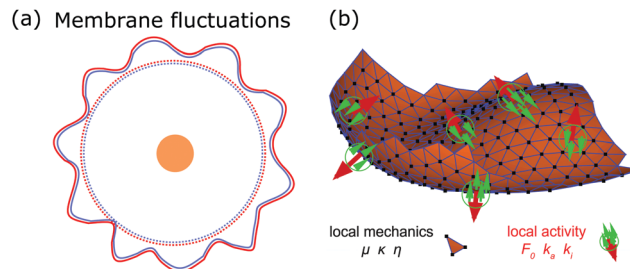 (a) Membrane fluctuations
(b)
local mechanics
μ κ η
local activity
F₀ kₐ kᵢ